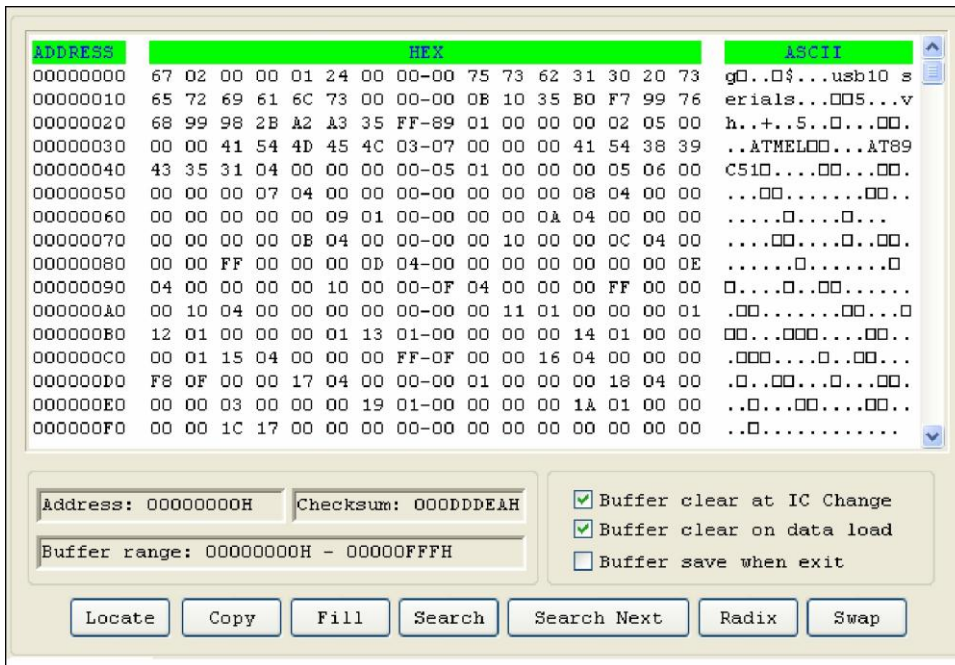 ADDRESS HEX ASCII
00000000 67 02 00 00 01 24 00 00-00 75 73 62 31 30 20 73 g□..□$...usb10 s
00000010 65 72 69 61 6C 73 00 00-00 0B 10 35 B0 F7 99 76 erials...□□5...v
00000020 68 99 98 2B A2 A3 35 FF-89 01 00 00 00 02 05 00 h..+..5..□...□□.
00000030 00 00 41 54 4D 45 4C 03-07 00 00 00 41 54 38 39 ..ATMEL□□...AT89
00000040 43 35 31 04 00 00 00 00-05 01 00 00 00 05 06 00 C51□....□□...□□.
00000050 00 00 00 07 04 00 00 00-00 00 00 00 08 04 00 00 ...□□.......□□..
00000060 00 00 00 00 00 09 01 00-00 00 00 0A 04 00 00 00 .....□....□...
00000070 00 00 00 00 0B 04 00 00-00 00 10 00 00 0C 04 00 ....□□....□..□□.
00000080 00 00 FF 00 00 00 0D 04-00 00 00 00 00 00 00 0E ......□.......□
00000090 04 00 00 00 00 10 00 00-0F 04 00 00 00 FF 00 00 □....□..□□......
000000A0 00 10 04 00 00 00 00 00-00 00 11 01 00 00 00 01 .□□.......□□...□
000000B0 12 01 00 00 00 01 13 01-00 00 00 00 14 01 00 00 □□...□□□....□□..
000000C0 00 01 15 04 00 00 00 FF-0F 00 00 16 04 00 00 00 .□□□....□..□□...
000000D0 F8 0F 00 00 17 04 00 00-00 01 00 00 00 18 04 00 .□..□□...□...□□.
000000E0 00 00 03 00 00 00 19 01-00 00 00 00 1A 01 00 00 ..□...□□....□□..
000000F0 00 00 1C 17 00 00 00 00-00 00 00 00 00 00 00 00 ..□.............
Address: 00000000H Checksum: 000DDDEAH
Buffer range: 00000000H - 00000FFFH
Buffer clear at IC Change
Buffer clear on data load
Buffer save when exit
Locate Copy Fill Search Search Next Radix Swap